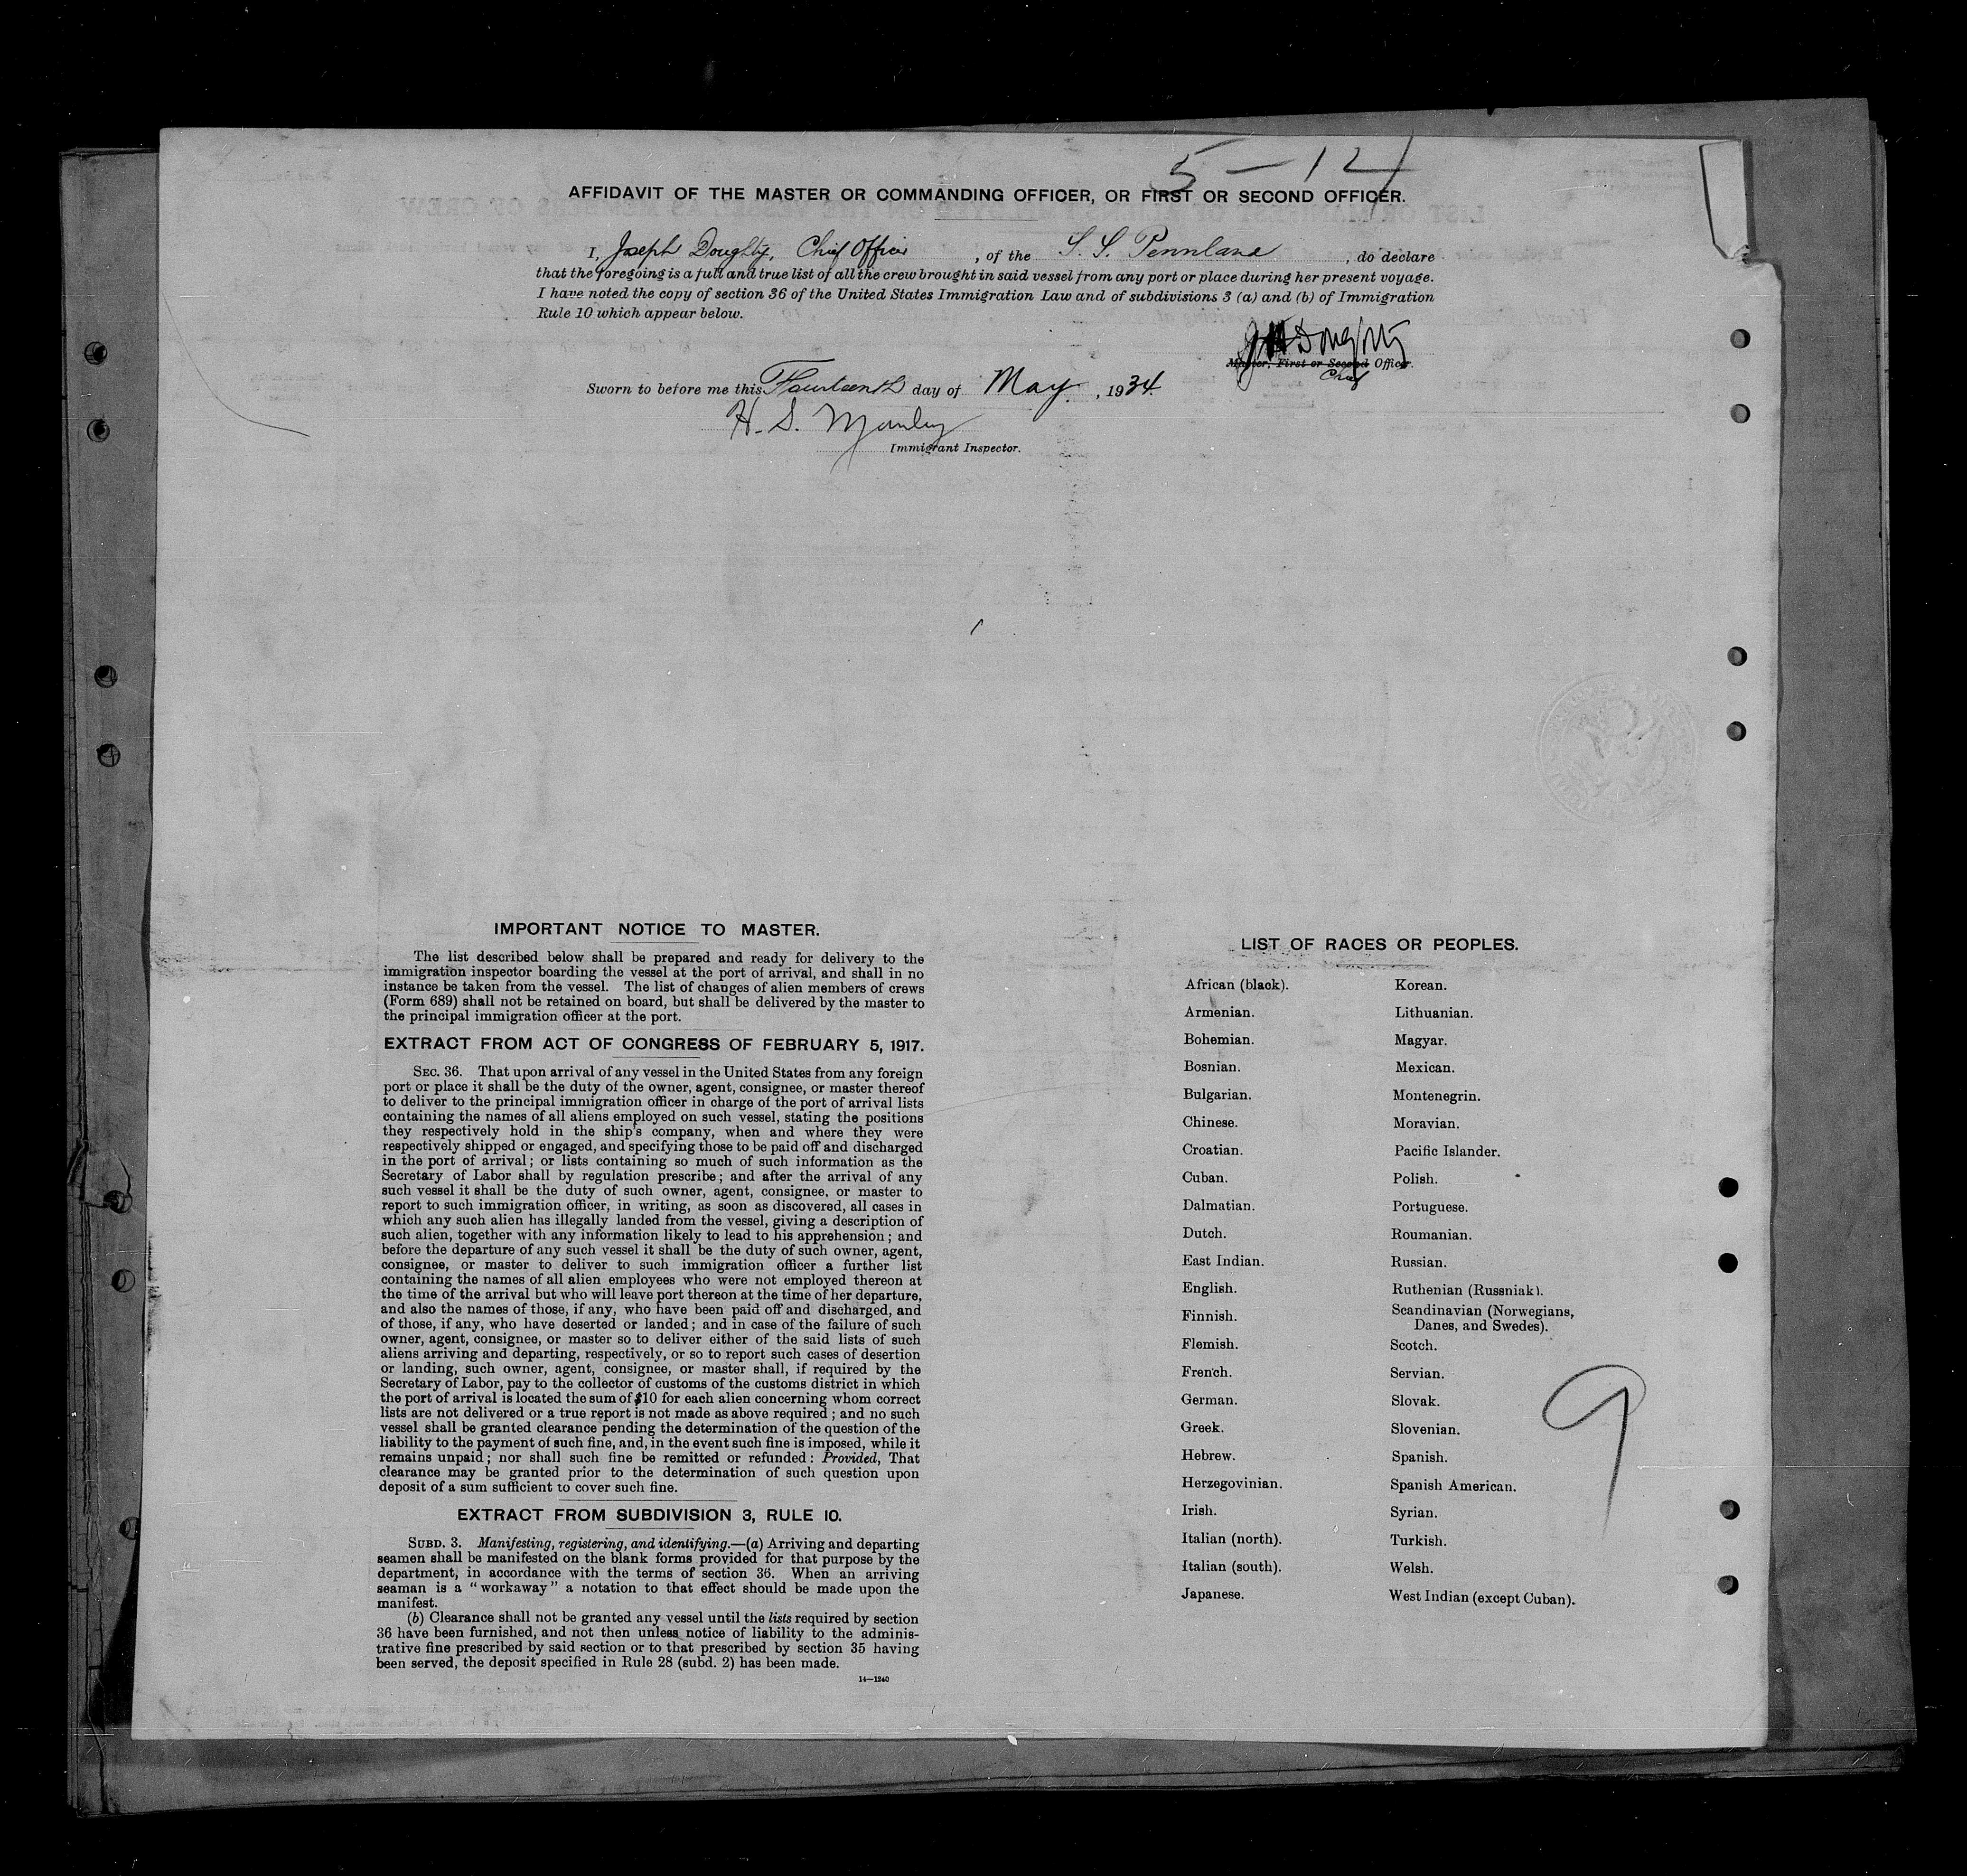 5-14
AFFIDAVIT OF THE MASTER OR COMMANDING OFFICER, OR FIRST OR SECOND OFFICER.
I, Joseph Doughty, Chief Officer, of the S. S. Pennland, do declare
that the foregoing is a full and true list of all the crew brought in said vessel from any port or place during her present voyage.
I have noted the copy of section 36 of the United States Immigration Law and of subdivisions 3 (a) and (b) of Immigration
Rule 10 which appear below.
Doughty
Master, First or Second Officer.
Chief
Sworn to before me this Fourteenth day of May, 1934.
H. S. Manley
Immigrant Inspector.
IMPORTANT NOTICE TO MASTER.
The list described below shall be prepared and ready for delivery to the
immigration inspector boarding the vessel at the port of arrival, and shall in no
instance be taken from the vessel. The list of changes of alien members of crews
(Form 689) shall not be retained on board, but shall be delivered by the master to
the principal immigration officer at the port.
EXTRACT FROM ACT OF CONGRESS OF FEBRUARY 5, 1917.
SEC. 36. That upon arrival of any vessel in the United States from any foreign
port or place it shall be the duty of the owner, agent, consignee, or master thereof
to deliver to the principal immigration officer in charge of the port of arrival lists
containing the names of all aliens employed on such vessel, stating the positions
they respectively hold in the ship's company, when and where they were
respectively shipped or engaged, and specifying those to be paid off and discharged
in the port of arrival; or lists containing so much of such information as the
Secretary of Labor shall by regulation prescribe; and after the arrival of any
such vessel it shall be the duty of such owner, agent, consignee, or master to
report to such immigration officer, in writing, as soon as discovered, all cases in
which any such alien has illegally landed from the vessel, giving a description of
such alien, together with any information likely to lead to his apprehension; and
before the departure of any such vessel it shall be the duty of such owner, agent,
consignee, or master to deliver to such immigration officer a further list
containing the names of all alien employees who were not employed thereon at
the time of the arrival but who will leave port thereon at the time of her departure,
and also the names of those, if any, who have been paid off and discharged, and
of those, if any, who have deserted or landed; and in case of the failure of such
owner, agent, consignee, or master so to deliver either of the said lists of such
aliens arriving and departing, respectively, or so to report such cases of desertion
or landing, such owner, agent, consignee, or master shall, if required by the
Secretary of Labor, pay to the collector of customs of the customs district in which
the port of arrival is located the sum of $10 for each alien concerning whom correct
lists are not delivered or a true report is not made as above required; and no such
vessel shall be granted clearance pending the determination of the question of the
liability to the payment of such fine, and, in the event such fine is imposed, while it
remains unpaid; nor shall such fine be remitted or refunded: Provided, That
clearance may be granted prior to the determination of such question upon
deposit of a sum sufficient to cover such fine.
EXTRACT FROM SUBDIVISION 3, RULE 10.
SUBD. 3. Manifesting, registering, and identifying.—(a) Arriving and departing
seamen shall be manifested on the blank forms provided for that purpose by the
department, in accordance with the terms of section 36. When an arriving
seaman is a "workaway" a notation to that effect should be made upon the
manifest.
(b) Clearance shall not be granted any vessel until the lists required by section
36 have been furnished, and not then unless notice of liability to the adminis-
trative fine prescribed by said section or to that prescribed by section 35 having
been served, the deposit specified in Rule 28 (subd. 2) has been made.
14—1240
LIST OF RACES OR PEOPLES.
African (black).
Armenian.
Bohemian.
Bosnian.
Bulgarian.
Chinese.
Croatian.
Cuban.
Dalmatian.
Dutch.
East Indian.
English.
Finnish.
Flemish.
French.
German.
Greek.
Hebrew.
Herzegovinian.
Irish.
Italian (north).
Italian (south).
Japanese.
Korean.
Lithuanian.
Magyar.
Mexican.
Montenegrin.
Moravian.
Pacific Islander.
Polish.
Portuguese.
Roumanian.
Russian.
Ruthenian (Russniak).
Scandinavian (Norwegians,
Danes, and Swedes).
Scotch.
Servian.
Slovak.
Slovenian.
Spanish.
Spanish American.
Syrian.
Turkish.
Welsh.
West Indian (except Cuban).
9